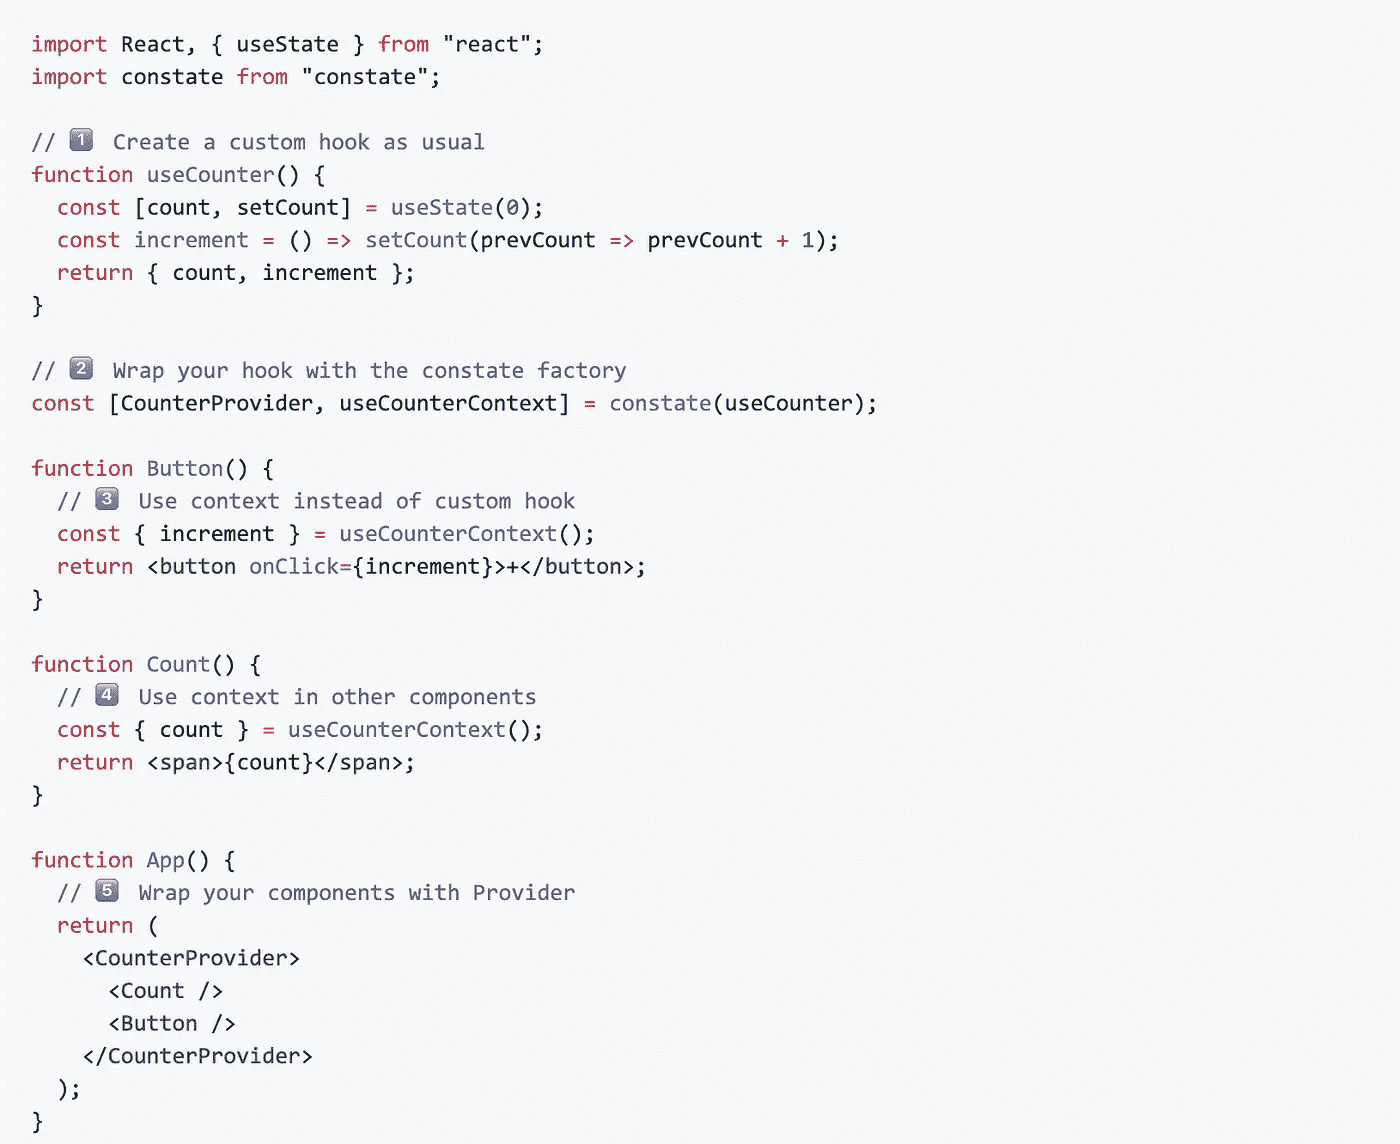 import React, { useState } from "react";
import constate from "constate";
// 1️⃣ Create a custom hook as usual
function useCounter() {
  const [count, setCount] = useState(0);
  const increment = () => setCount(prevCount => prevCount + 1);
  return { count, increment };
}
// 2️⃣ Wrap your hook with the constate factory
const [CounterProvider, useCounterContext] = constate(useCounter);
function Button() {
  // 3️⃣ Use context instead of custom hook
  const { increment } = useCounterContext();
  return <button onClick={increment}>+</button>;
}
function Count() {
  // 4️⃣ Use context in other components
  const { count } = useCounterContext();
  return <span>{count}</span>;
}
function App() {
  // 5️⃣ Wrap your components with Provider
  return (
    <CounterProvider>
      <Count />
      <Button />
    </CounterProvider>
  );
}